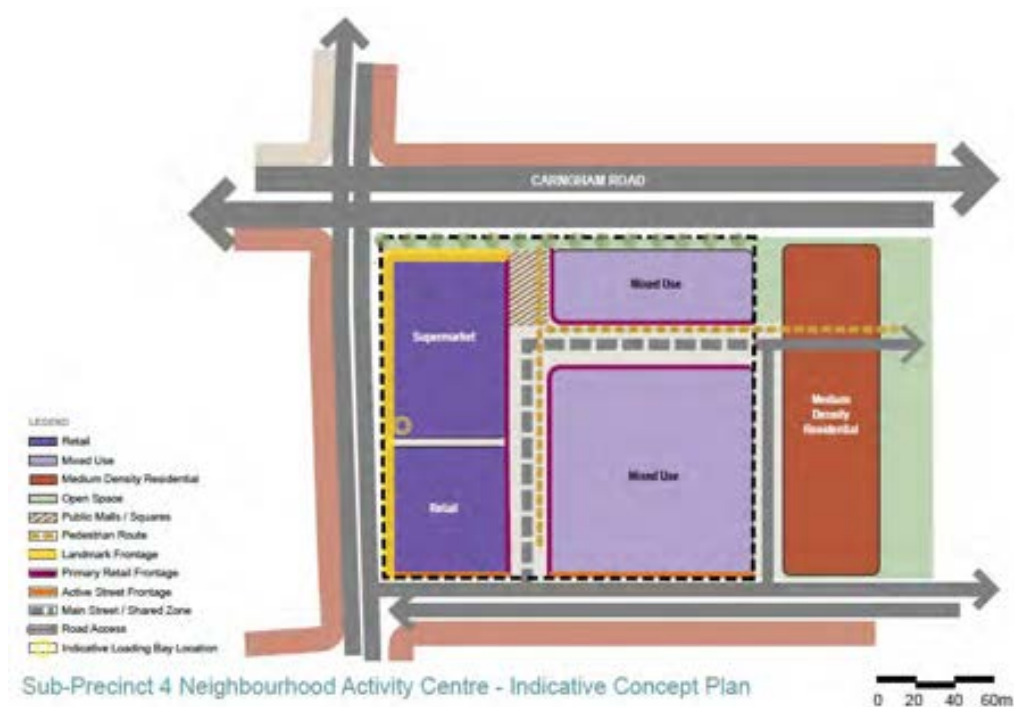 CARNGHAM ROAD
Mixed Use
Supermarket
Medium
Density
Residential
Mixed Use
Retail
LEGEND
Retail
Mixed Use
Medium Density Residential
Open Space
Public Malls / Squares
Pedestrian Route
Landmark Frontage
Primary Retail Frontage
Active Street Frontage
Main Street / Shared Zone
Road Access
Indicative Loading Bay Location
Sub-Precinct 4 Neighbourhood Activity Centre - Indicative Concept Plan
0 20 40 60m